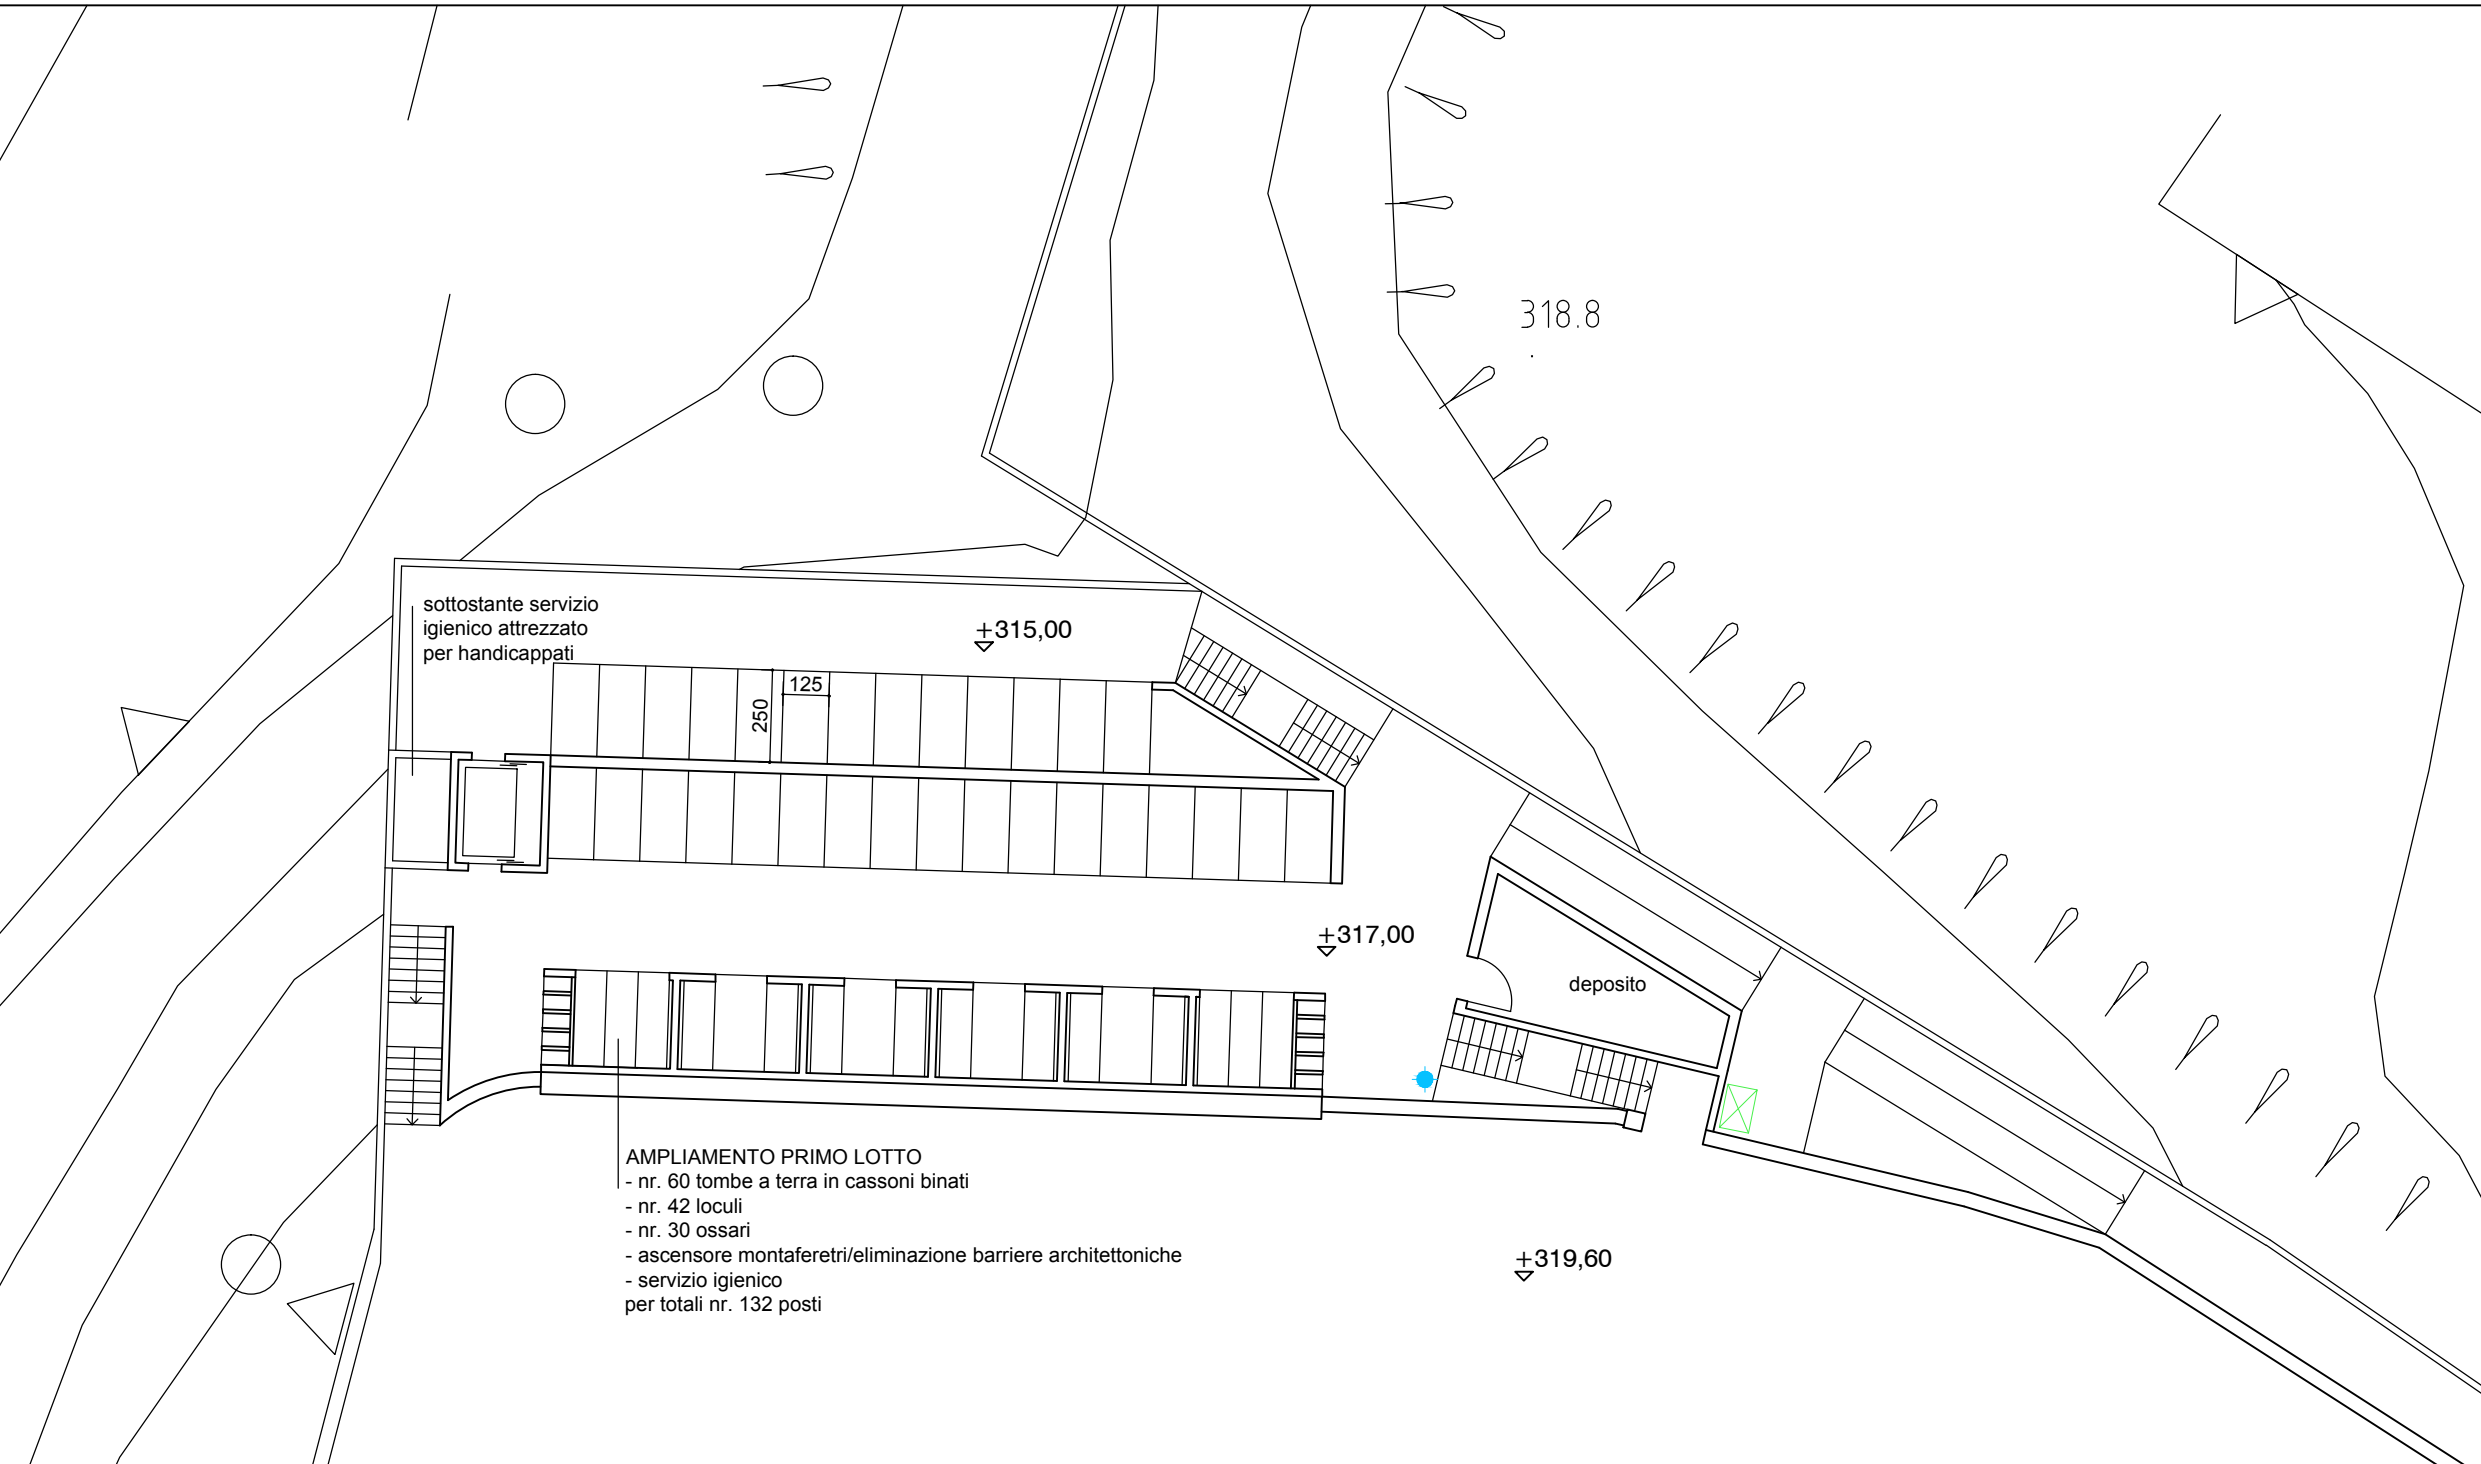 318.8
sottostante servizio
igienico attrezzato
per handicappati
+315,00
125
250
+317,00
deposito
AMPLIAMENTO PRIMO LOTTO
- nr. 60 tombe a terra in cassoni binati
- nr. 42 loculi
- nr. 30 ossari
- ascensore montaferetri/eliminazione barriere architettoniche
- servizio igienico
per totali nr. 132 posti
+319,60